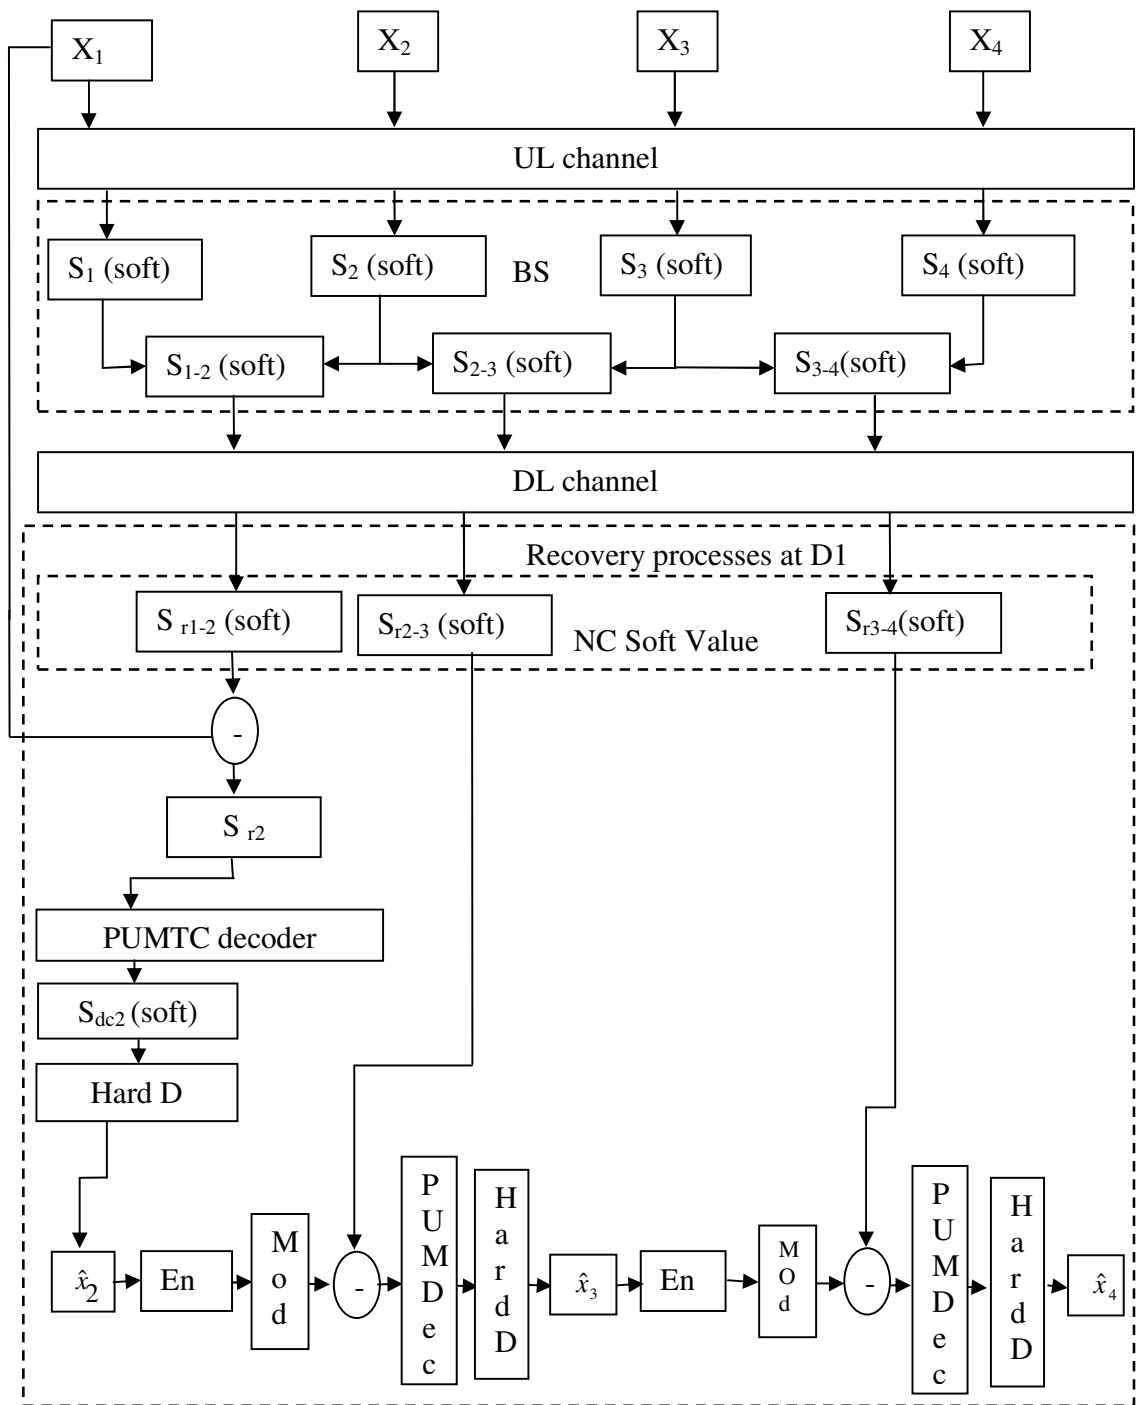 X1
X2
X3
X4
UL channel
S1 (soft)
S2 (soft)
BS
S3 (soft)
S4 (soft)
S1-2 (soft)
S2-3 (soft)
S3-4(soft)
DL channel
Recovery processes at D1
S r1-2 (soft)
Sr2-3 (soft)
NC Soft Value
Sr3-4(soft)
-
S r2
PUMTC decoder
Sdc2 (soft)
Hard D
x̂2
En
Mod
-
PUMDec
HardD
x̂3
En
MOd
-
PUMDec
HardD
x̂4